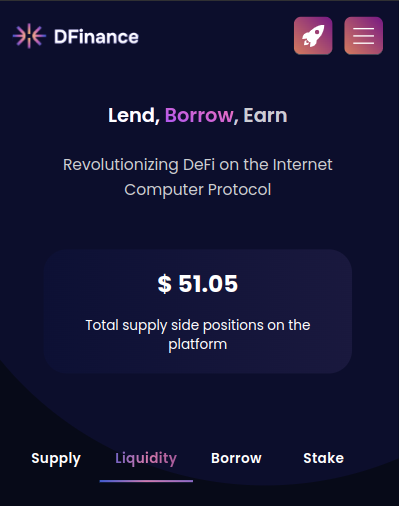 DFinance
Lend, Borrow, Earn
Revolutionizing DeFi on the Internet
Computer Protocol
$ 51.05
Total supply side positions on the
platform
Supply Liquidity Borrow Stake